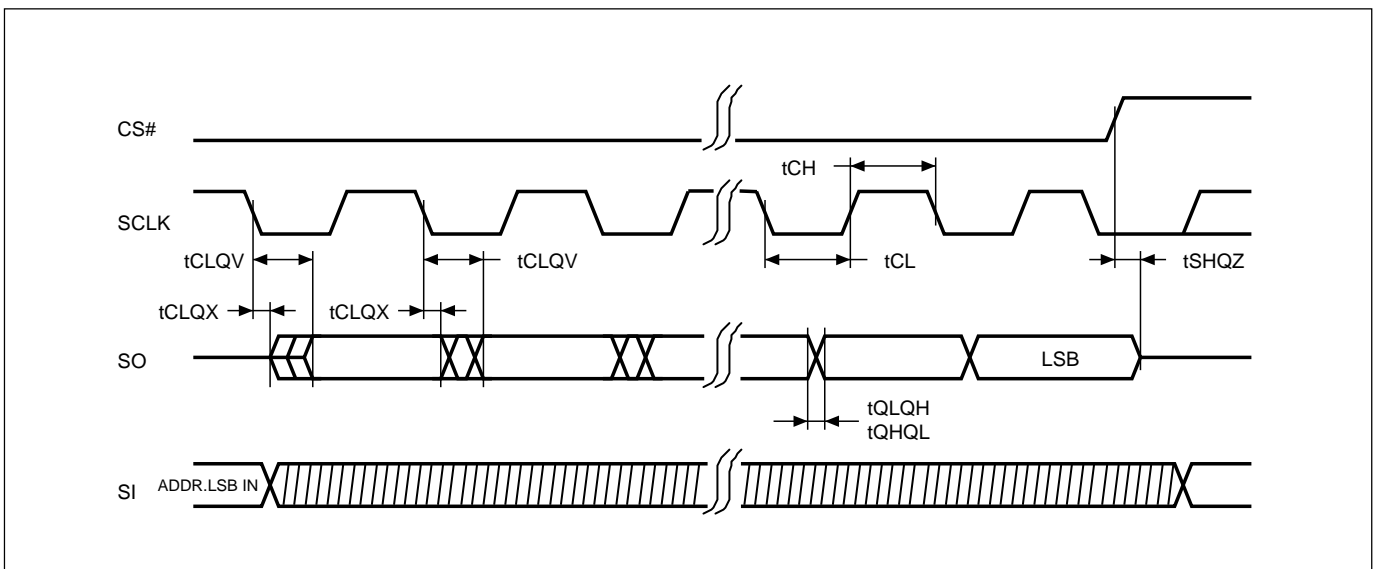 CS#
tCH
SCLK
tCLQV
tCLQV
tCL
tSHQZ
tCLQX
tCLQX
SO
LSB
tQLQH
tQHQL
SI
ADDR.LSB IN